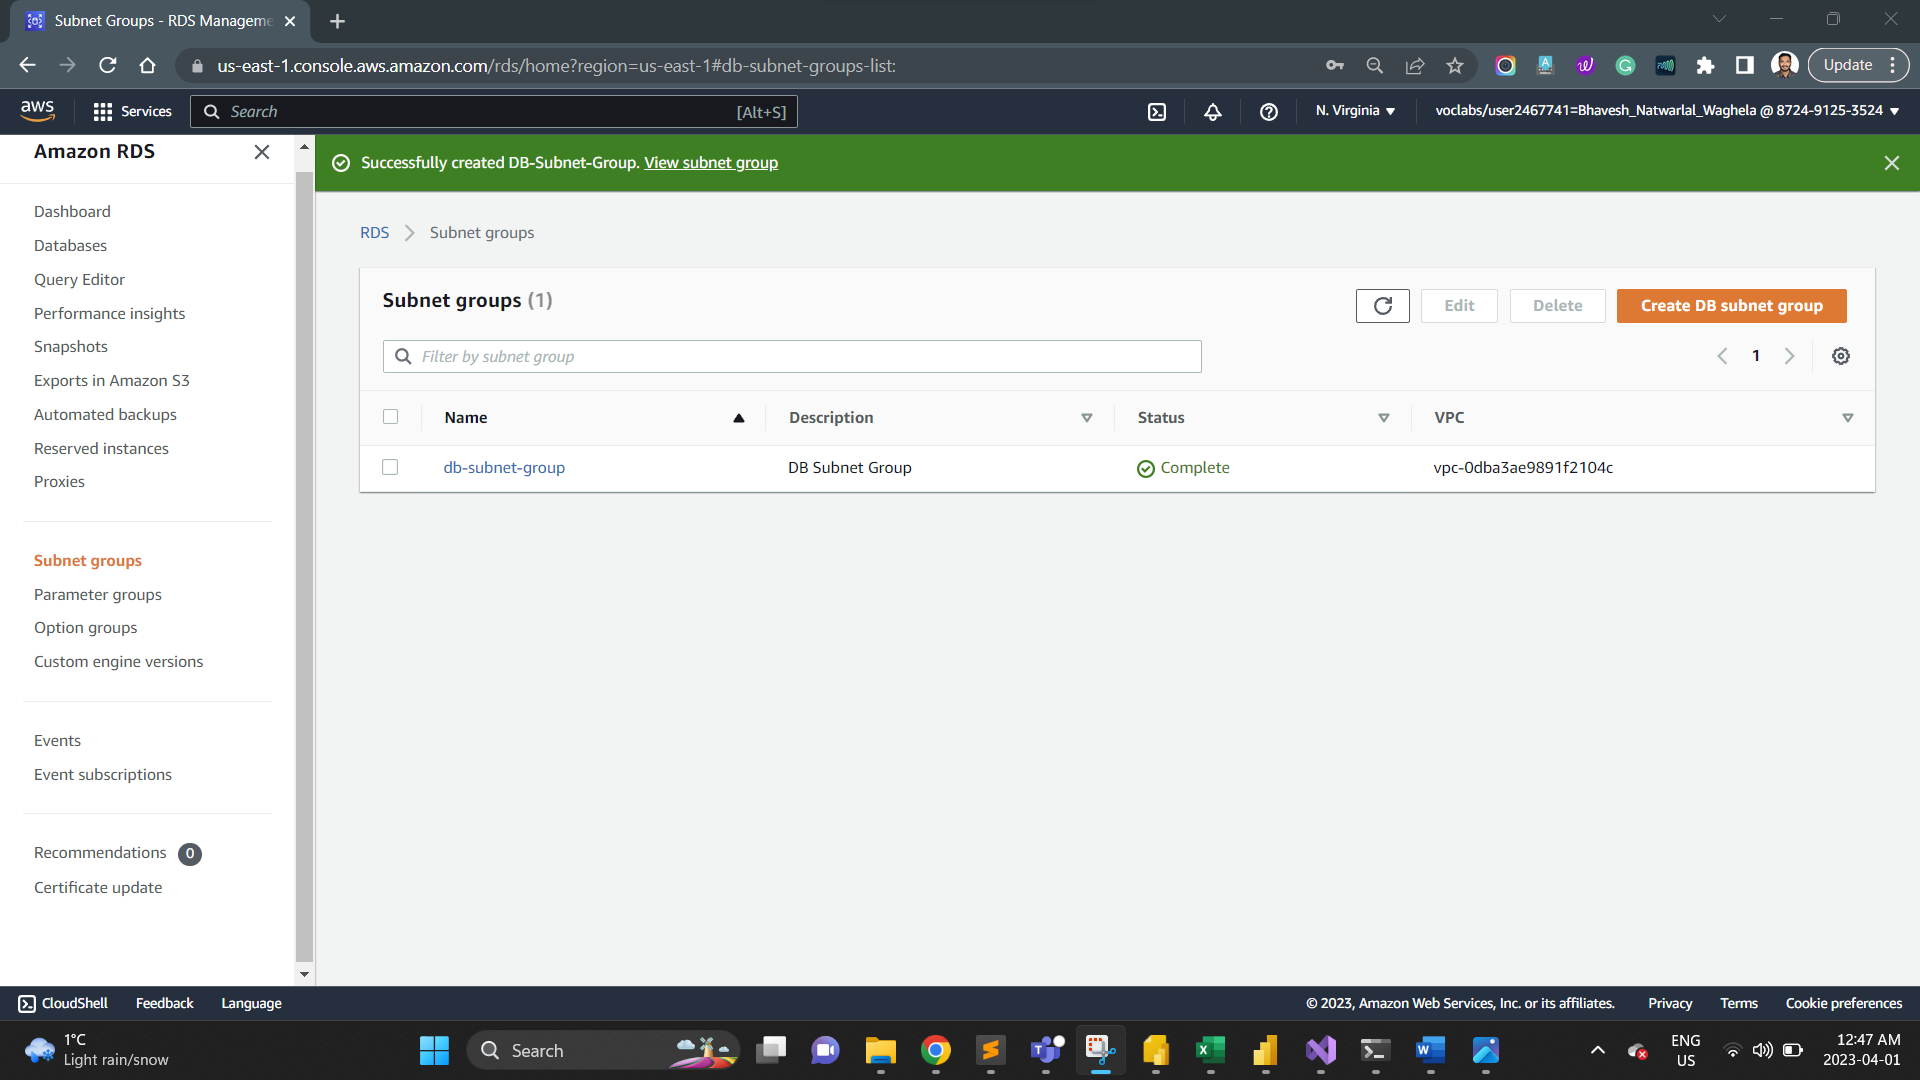 Subnet Groups - RDS Manageme
us-east-1.console.aws.amazon.com/rds/home?region=us-east-1#db-subnet-groups-list:
Update
aws
Services
Search
[Alt+S]
N. Virginia
voclabs/user2467741=Bhavesh_Natwarlal_Waghela @ 8724-9125-3524
Amazon RDS
Dashboard
Databases
Query Editor
Performance insights
Snapshots
Exports in Amazon S3
Automated backups
Reserved instances
Proxies
Subnet groups
Parameter groups
Option groups
Custom engine versions
Events
Event subscriptions
Recommendations 0
Certificate update
Successfully created DB-Subnet-Group. View subnet group
RDS
Subnet groups
Subnet groups (1)
Edit
Delete
Create DB subnet group
Filter by subnet group
1
Name
Description
Status
VPC
db-subnet-group
DB Subnet Group
Complete
vpc-0dba3ae9891f2104c
CloudShell
Feedback
Language
© 2023, Amazon Web Services, Inc. or its affiliates.
Privacy
Terms
Cookie preferences
1°C
Light rain/snow
Search
ENG
US
12:47 AM
2023-04-01